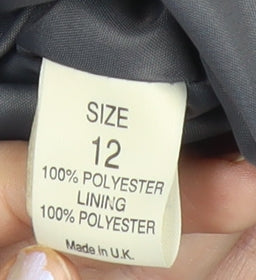 SIZE
12
100% POLYESTER
LINING
100% POLYESTER
Made in U.K.